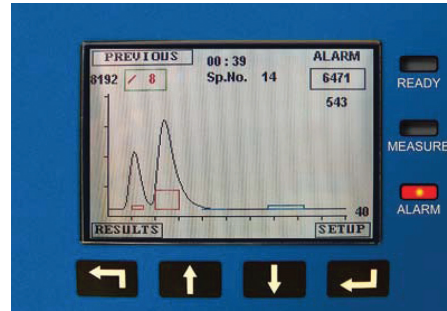 PREVIOUS 00 : 39 ALARM
8192 / 8 Sp.No. 14 6471
543
40
RESULTS SETUP
READY
MEASURE
ALARM